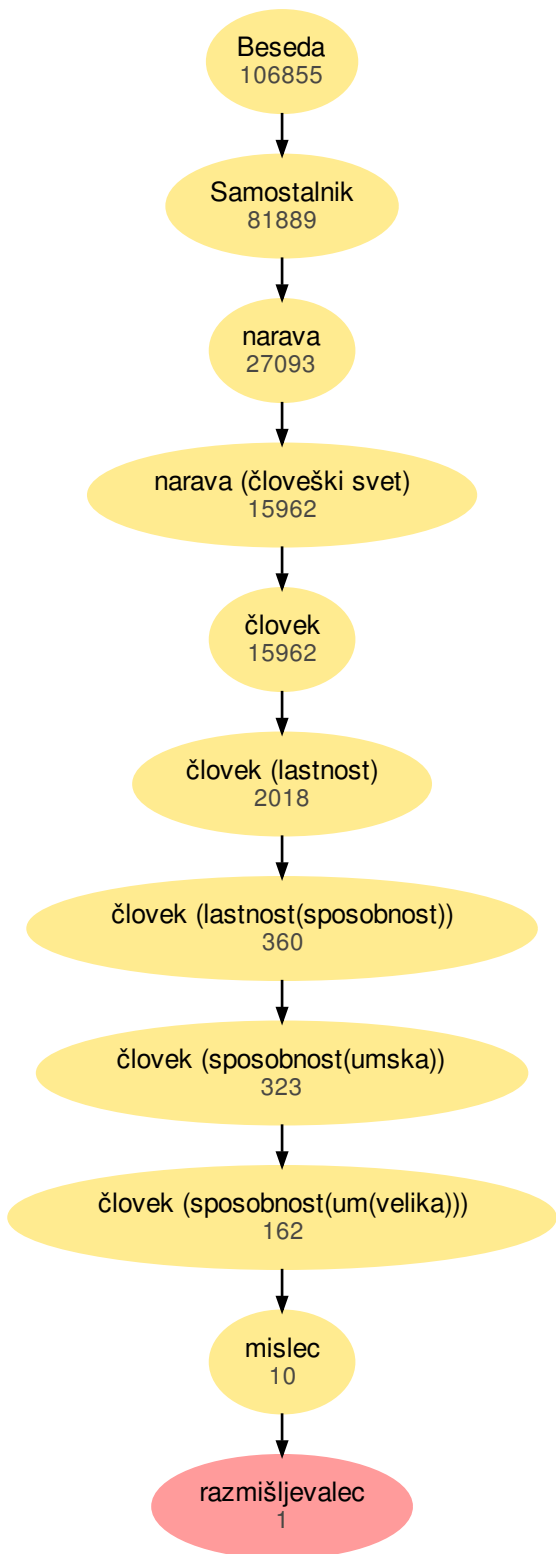 Beseda
106855
Samostalnik
81889
narava
27093
narava (človeški svet)
15962
človek
15962
človek (lastnost)
2018
človek (lastnost(sposobnost))
360
človek (sposobnost(umska))
323
človek (sposobnost(um(velika)))
162
mislec
10
razmišljevalec
1